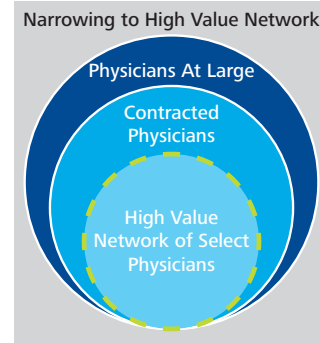 Narrowing to High Value Network
Physicians At Large
Contracted
Physicians
High Value
Network of Select
Physicians